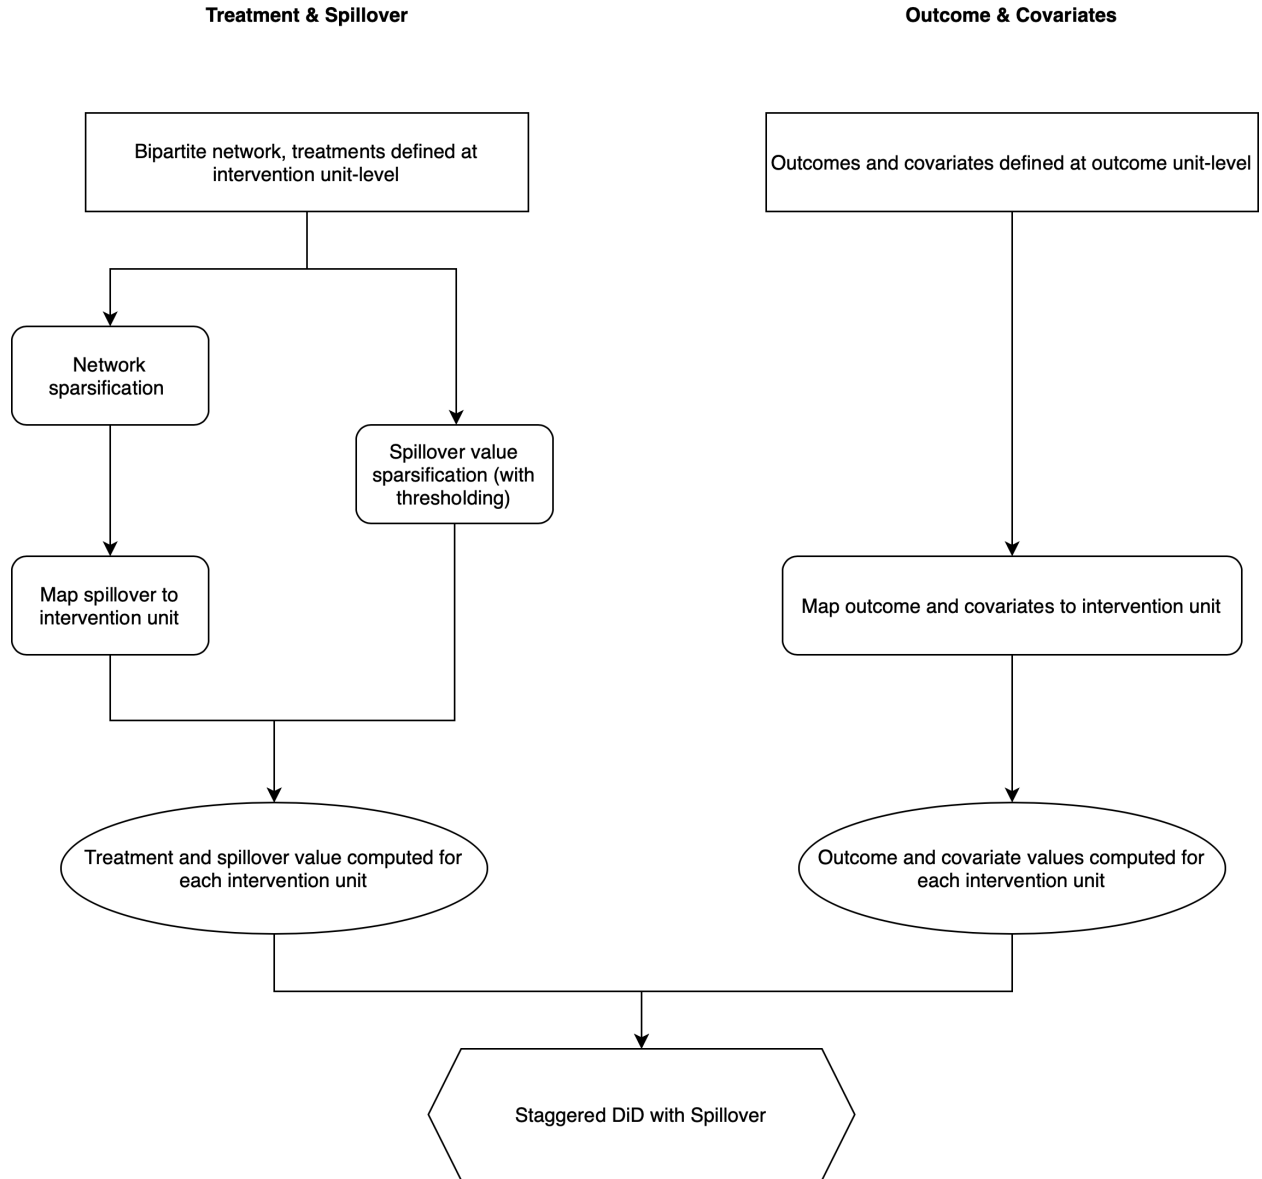 Treatment & Spillover
Outcome & Covariates
Bipartite network, treatments defined at
intervention unit-level
Outcomes and covariates defined at outcome unit-level
Network
sparsification
Spillover value
sparsification (with
thresholding)
Map spillover to
intervention unit
Map outcome and covariates to intervention unit
Treatment and spillover value computed for
each intervention unit
Outcome and covariate values computed for
each intervention unit
Staggered DiD with Spillover